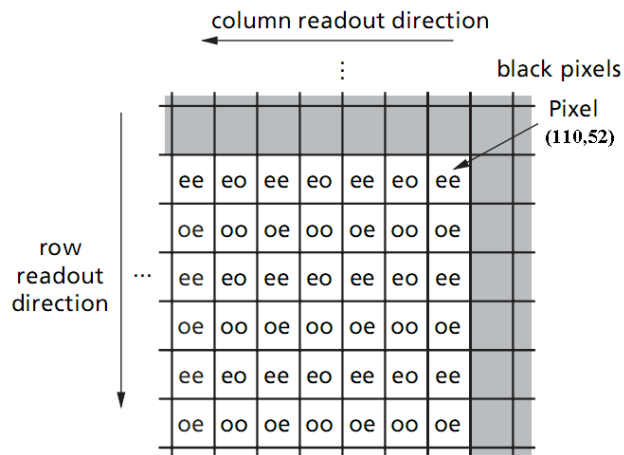 column readout direction
⋮
black pixels
Pixel
(110,52)
ee eo ee eo ee eo ee
oe oo oe oo oe oo oe
row
readout
direction
...
ee eo ee eo ee eo ee
oe oo oe oo oe oo oe
ee eo ee eo ee eo ee
oe oo oe oo oo oo oe